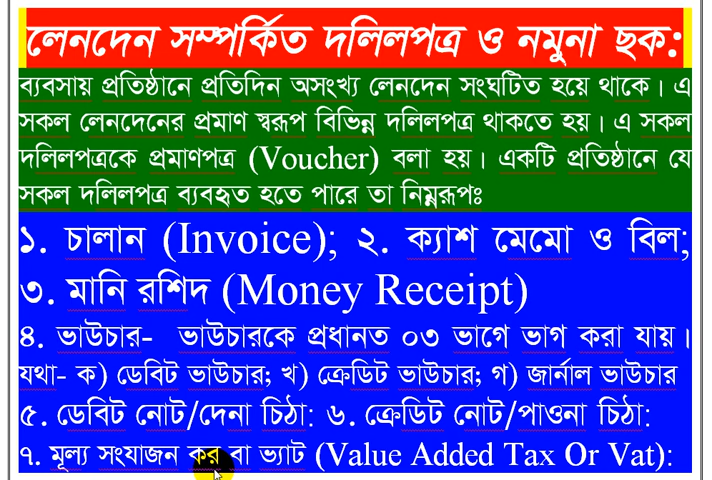 লেনদেন সম্পর্কিত দলিলপত্র ও নমুনা ছক:
ব্যবসায় প্রতিষ্ঠানে প্রতিদিন অসংখ্য লেনদেন সংঘটিত হয়ে থাকে। এ
সকল লেনদেনের প্রমাণ স্বরূপ বিভিন্ন দলিলপত্র থাকতে হয়। এ সকল
দলিলপত্রকে প্রমাণপত্র (Voucher) বলা হয়। একটি প্রতিষ্ঠানে যে
সকল দলিলপত্র ব্যবহৃত হতে পারে তা নিম্নরূপঃ
১. চালান (Invoice); ২. ক্যাশ মেমো ও বিল;
৩. মানি রশিদ (Money Receipt)
৪. ভাউচার- ভাউচারকে প্রধানত ০৩ ভাগে ভাগ করা যায়।
যথা- ক) ডেবিট ভাউচার; খ) ক্রেডিট ভাউচার; গ) জার্নাল ভাউচার
৫. ডেবিট নোট/দেনা চিঠা: ৬. ক্রেডিট নোট/পাওনা চিঠা:
৭. মূল্য সংযাজন কর বা ভ্যাট (Value Added Tax Or Vat):